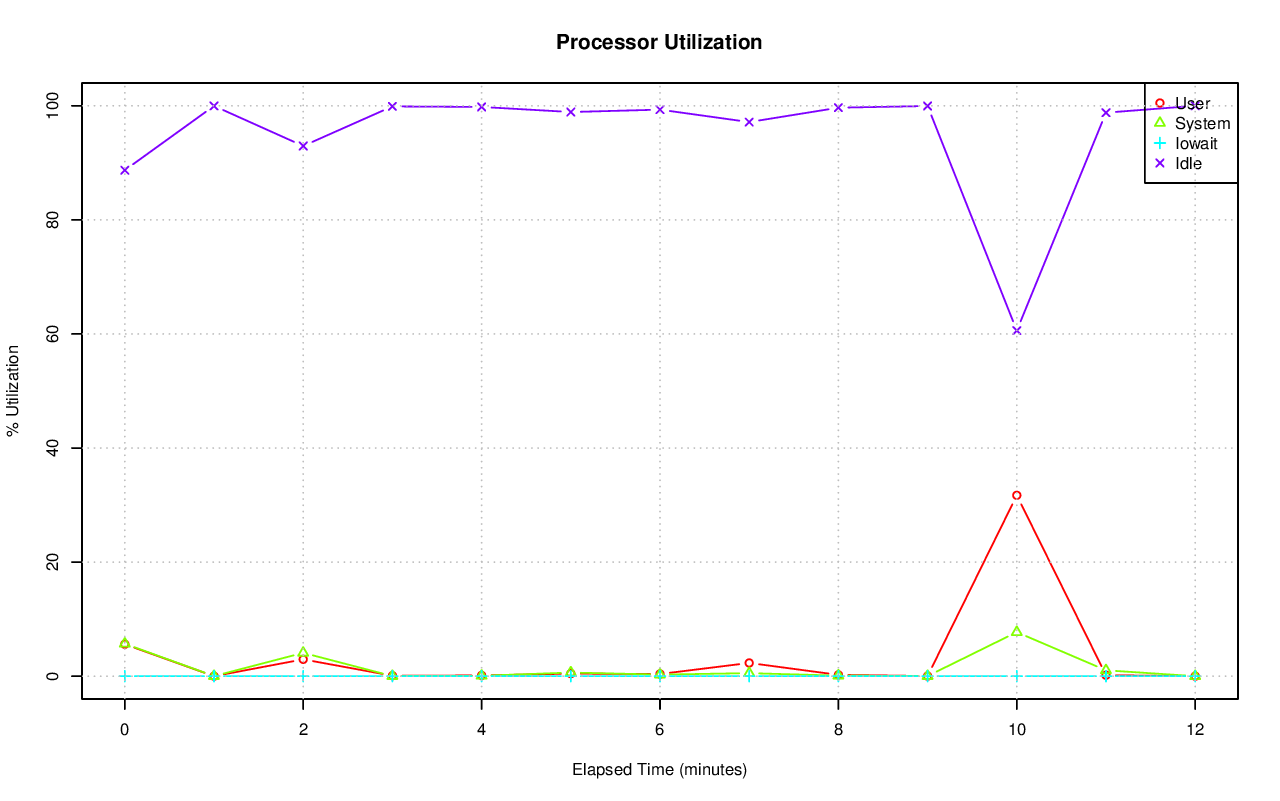 Processor Utilization
% Utilization
100
80
60
40
20
0
User
System
Iowait
Idle
0 2 4 6 8 10 12
Elapsed Time (minutes)